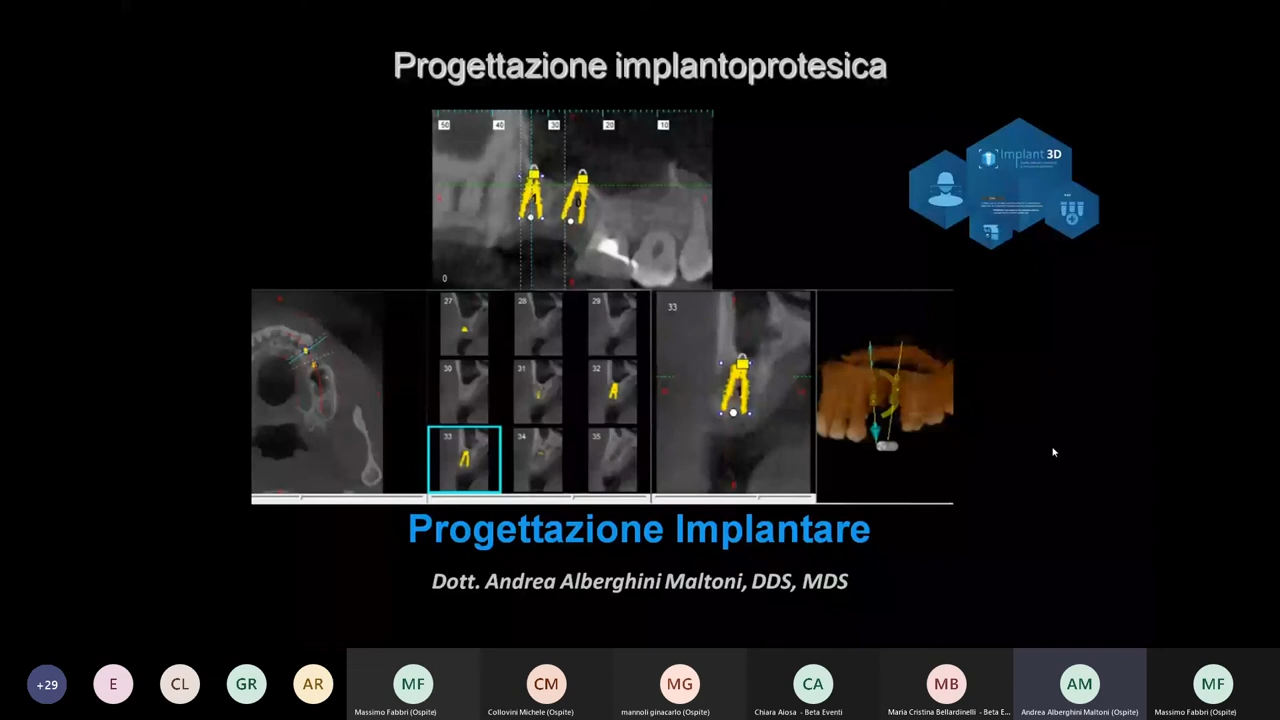 Progettazione implantoprotesica
50 40 30 20 10
Implant 3D
0
27 28 29
30 31 32
33 34 35
33
Progettazione Implantare
Dott. Andrea Alberghini Maltoni, DDS, MDS
+29 E CL GR AR MF CM MG CA MB AM MF
Massimo Fabbri (Ospite) Collovini Michele (Ospite) mannoli ginacarlo (Ospite) Chiara Aiosa - Beta Eventi Maria Cristina Bellardinelli - Beta E... Andrea Alberghini Maltoni (Ospite) Massimo Fabbri (Ospite)